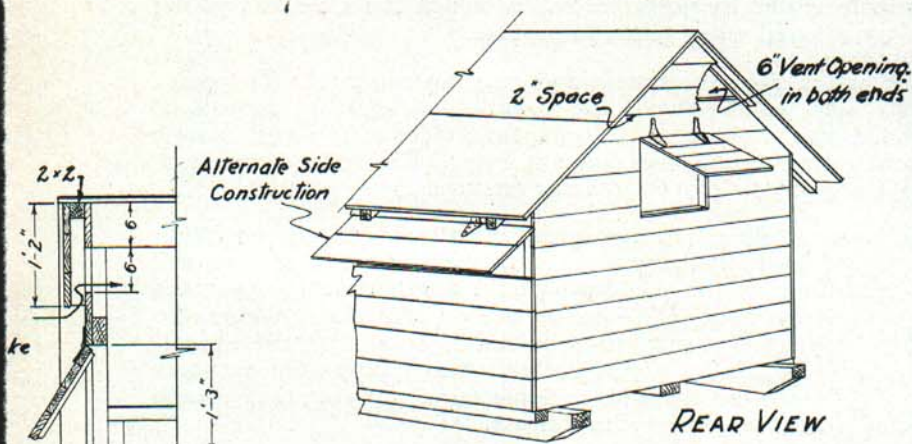 6" Vent Opening.
in both ends
2" Space
Alternate Side
Construction
2×2
1'-2"
6
6
ke
1'-3"
REAR VIEW